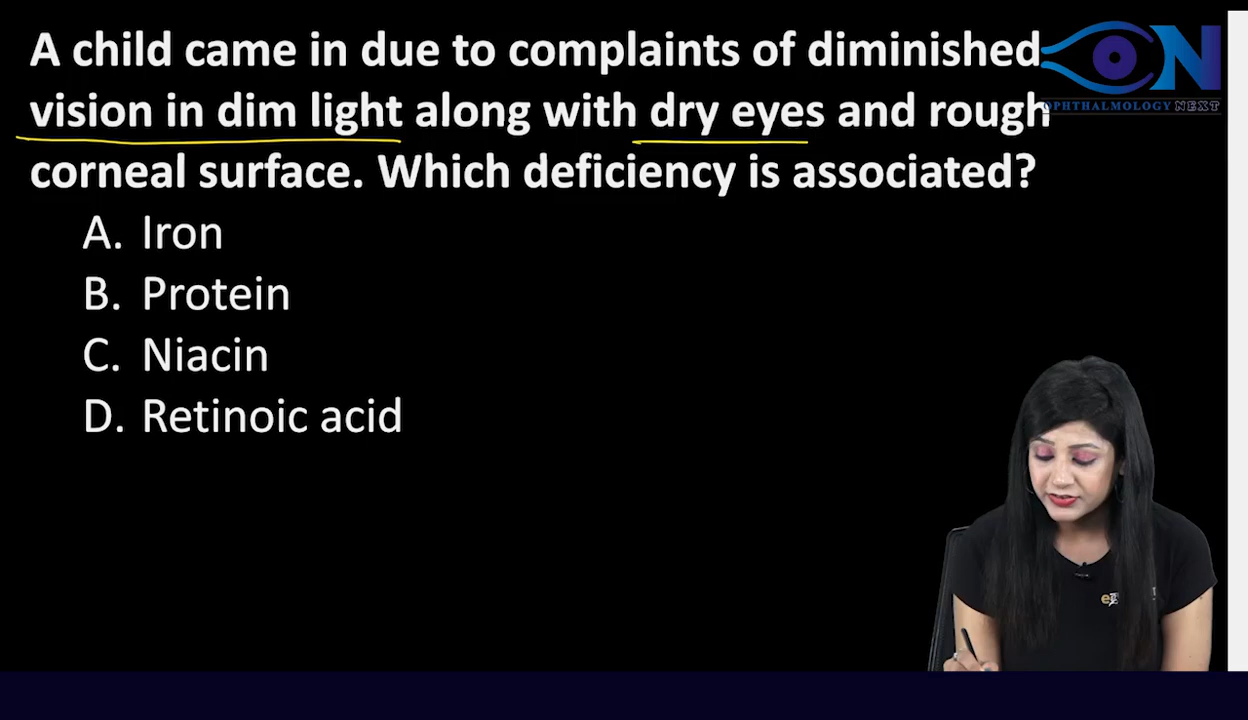 A child came in due to complaints of diminished
vision in dim light along with dry eyes and rough
corneal surface. Which deficiency is associated?
A. Iron
B. Protein
C. Niacin
D. Retinoic acid
ON
OPHTHALMOLOGY NEXT